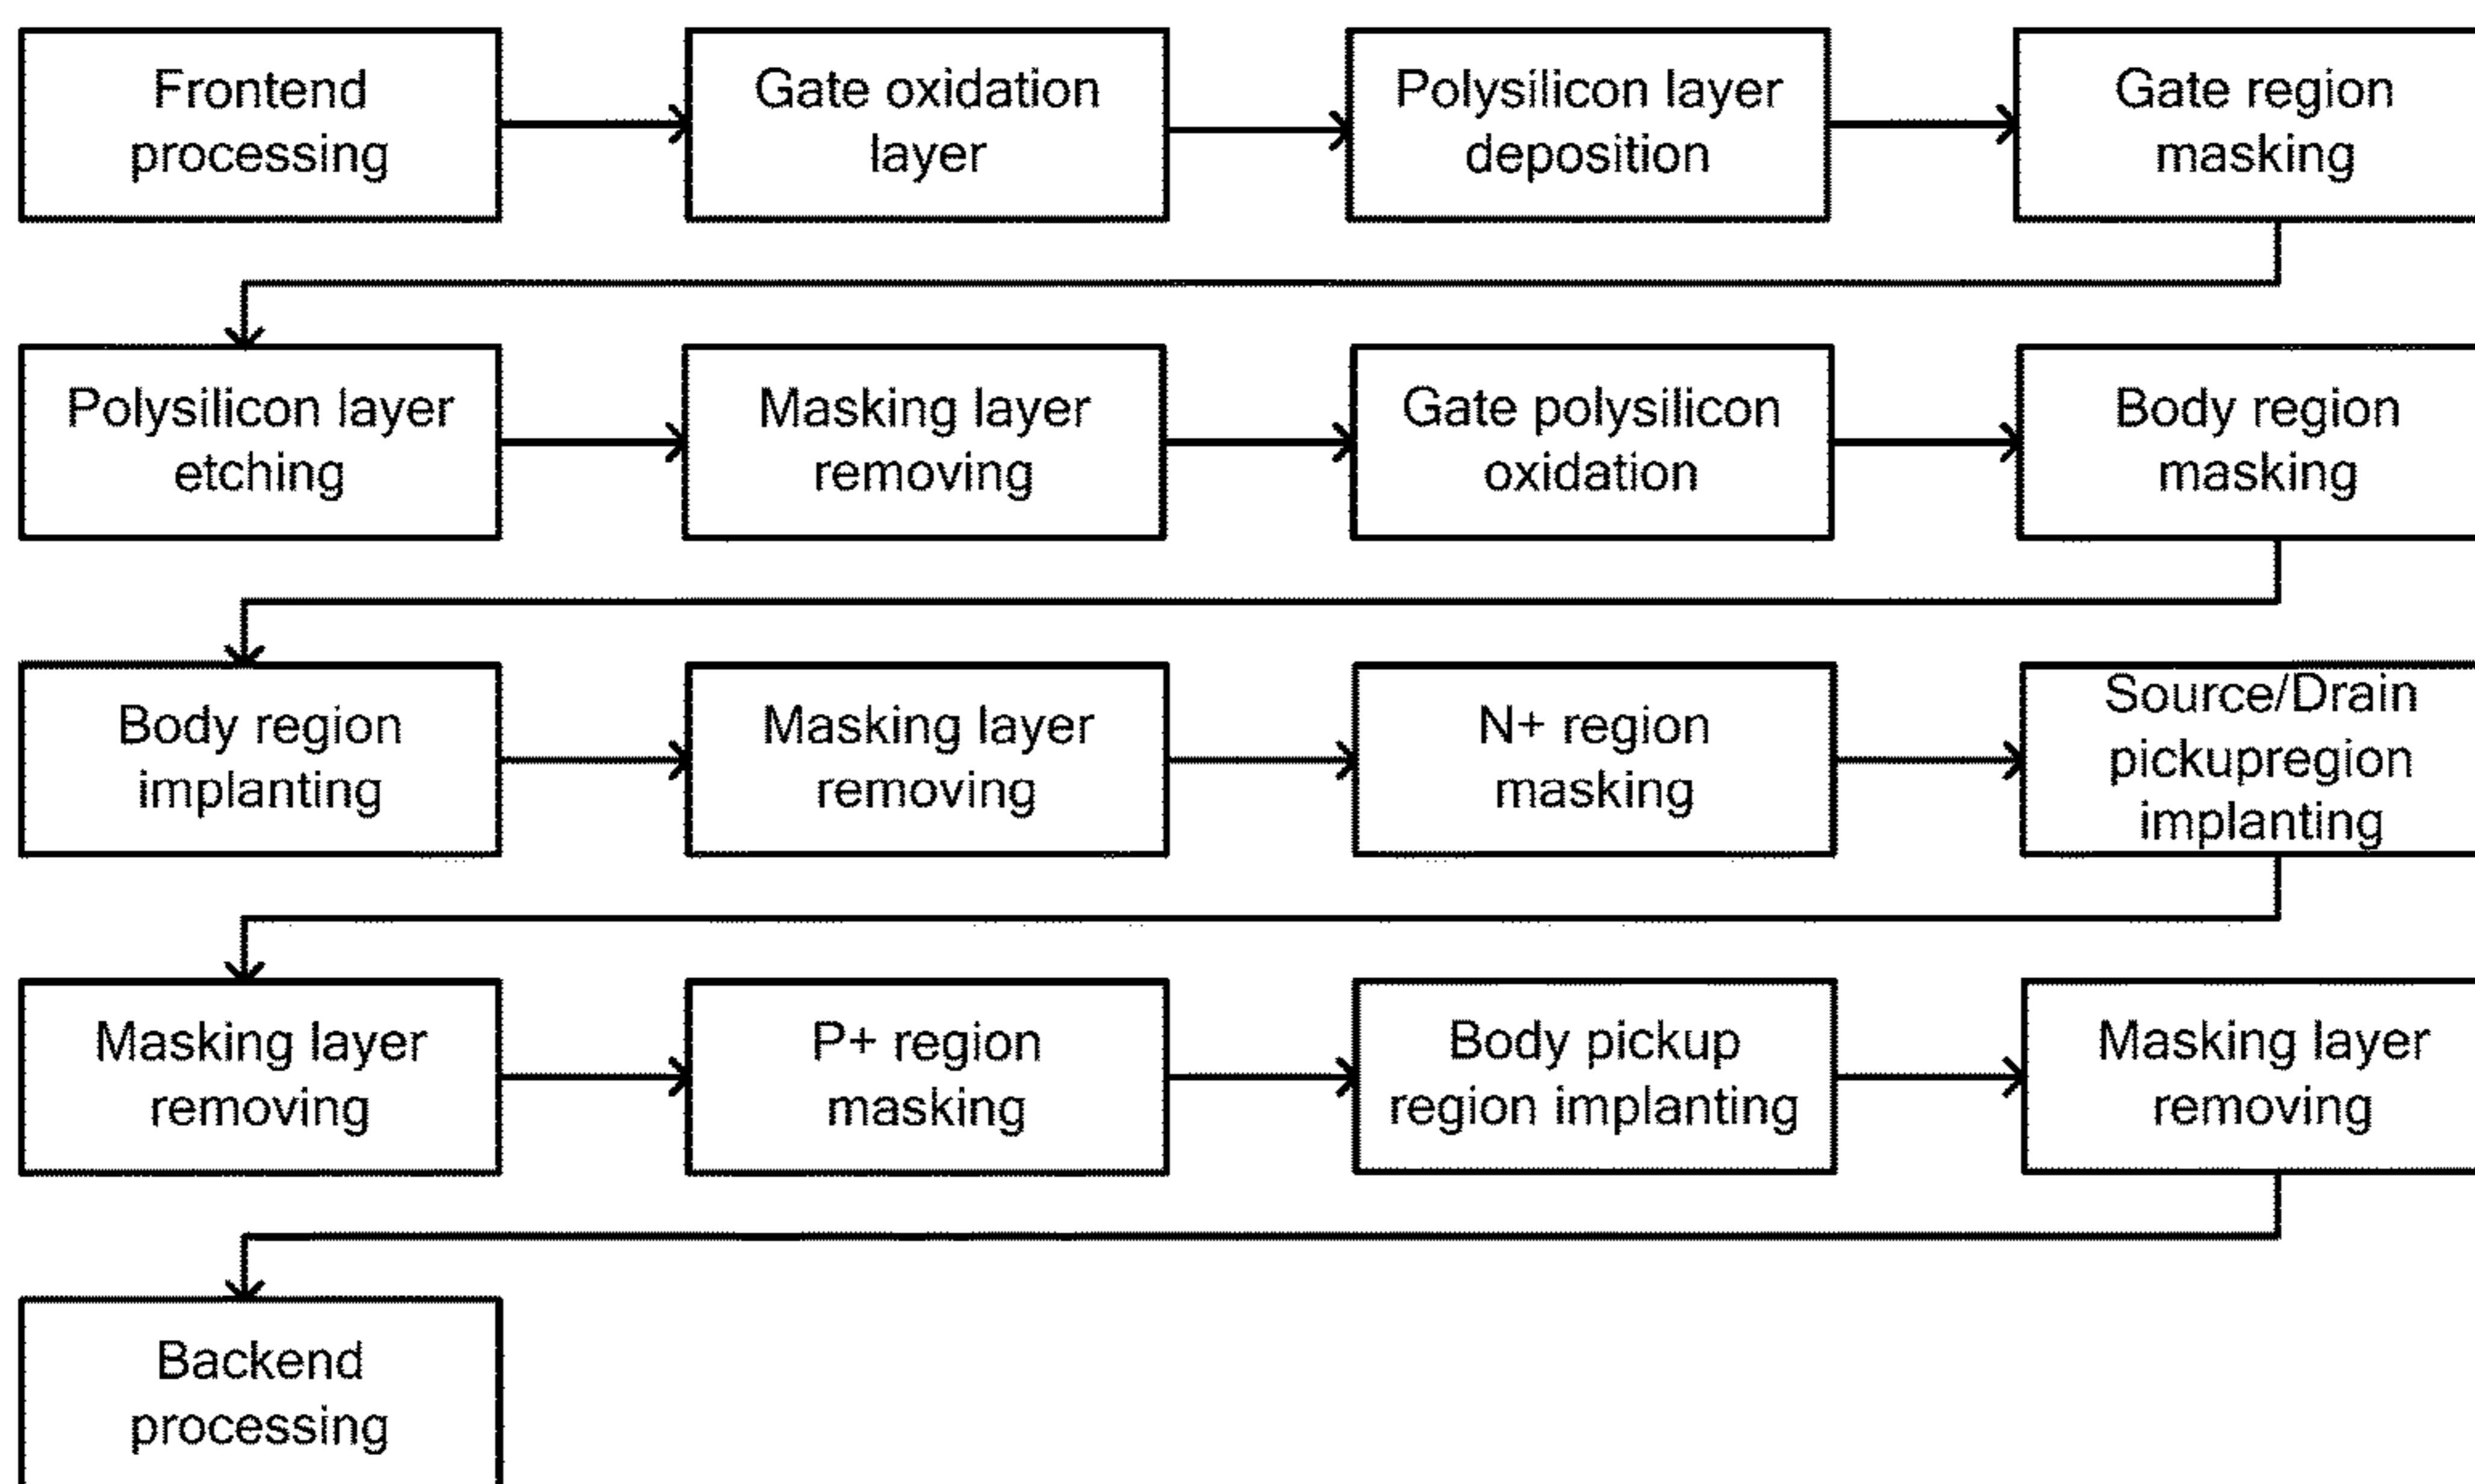 Frontend
processing
Gate oxidation
layer
Polysilicon layer
deposition
Gate region
masking
Polysilicon layer
etching
Masking layer
removing
Gate polysilicon
oxidation
Body region
masking
Body region
implanting
Masking layer
removing
N+ region
masking
Source/Drain
pickupregion
implanting
Masking layer
removing
P+ region
masking
Body pickup
region implanting
Masking layer
removing
Backend
processing